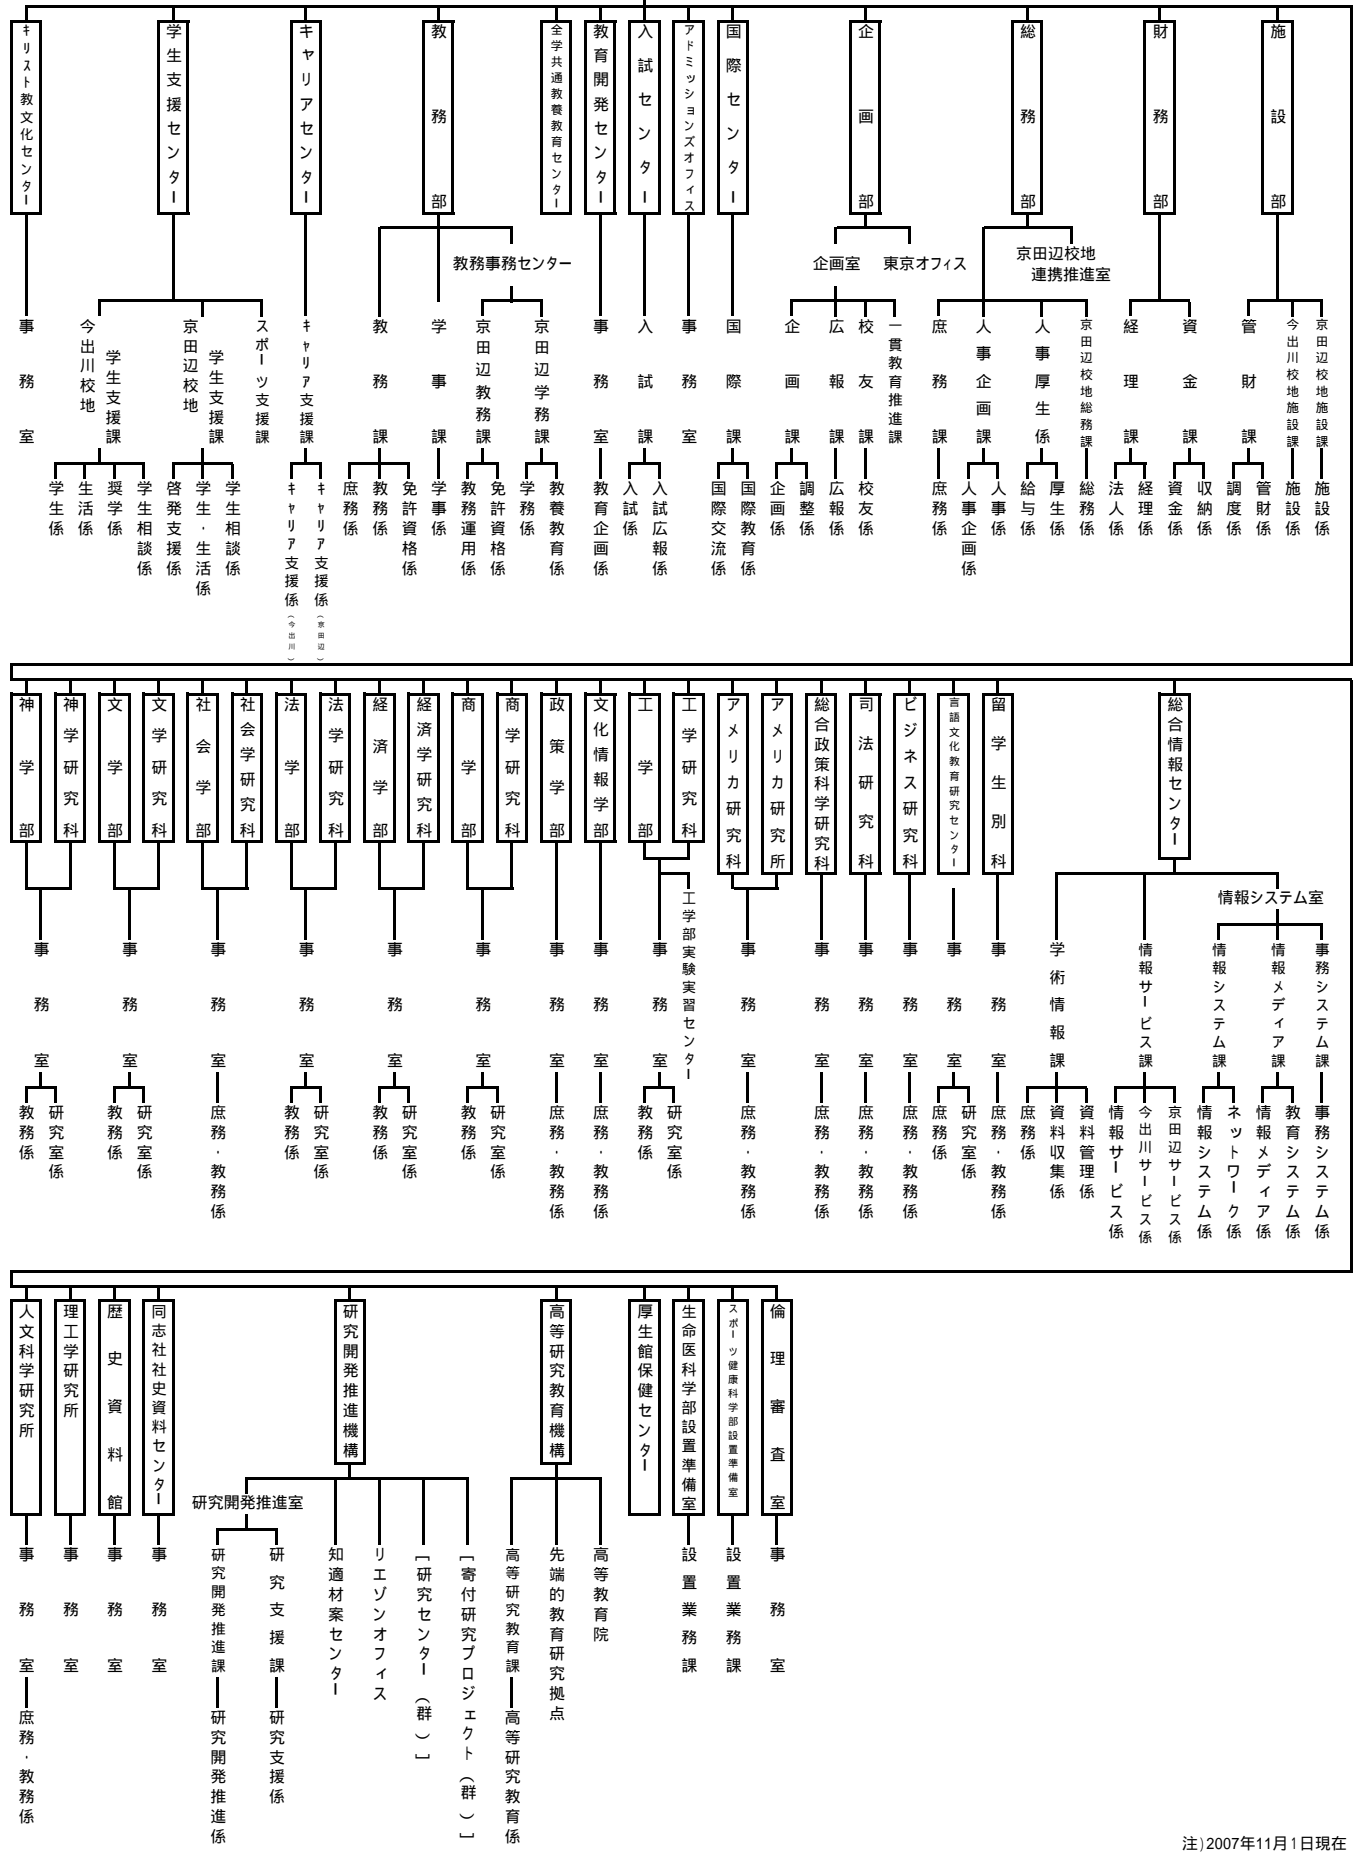 キリスト教文化センター
学生支援センター
キャリアセンター
教務部
全学共通教養教育センター
教育開発センター
入試センター
アドミッションズオフィス
国際センター
企画部
総務部
財務部
施設部
教務事務センター
企画室
東京オフィス
京田辺校地
連携推進室
事務室
今出川校地
学生支援課
京田辺校地
学生支援課
スポーツ支援課
キャリア支援課
教務課
学事課
京田辺教務課
京田辺学務課
事務室
入試課
事務室
国際課
企画課
広報課
校友課
一貫教育推進課
庶務課
人事企画課
人事厚生係
京田辺校地総務課
経理課
資金課
管財課
今出川校地施設課
京田辺校地施設課
学生係
生活係
奨学係
学生相談係
啓発支援係
学生・生活係
学生相談係
キャリア支援係（今出川）
キャリア支援係（京田辺）
庶務係
教務係
免許資格係
学事係
教務運用係
免許資格係
学務係
教養教育係
教育企画係
入試係
入試広報係
国際交流係
国際教育係
企画係
調整係
広報係
校友係
庶務係
人事企画係
人事係
給与係
厚生係
総務係
法人係
経理係
資金係
収納係
調度係
管財係
施設係
施設係
神学部
神学研究科
文学部
文学研究科
社会学部
社会学研究科
法学部
法学研究科
経済学部
経済学研究科
商学部
商学研究科
政策学部
文化情報学部
工学部
工学研究科
アメリカ研究科
アメリカ研究所
総合政策科学研究科
司法研究科
ビジネス研究科
言語文化教育研究センター
留学生別科
総合情報センター
情報システム室
事務室
事務室
事務室
事務室
事務室
事務室
事務室
事務室
事務室
工学部実験実習センター
事務室
事務室
事務室
事務室
事務室
事務室
学術情報課
情報サービス課
情報システム課
情報メディア課
事務システム課
教務係
研究室係
教務係
研究室係
庶務・教務係
教務係
研究室係
教務係
研究室係
教務係
研究室係
庶務・教務係
庶務・教務係
教務係
研究室係
庶務・教務係
庶務・教務係
庶務・教務係
庶務・教務係
庶務係
研究室係
庶務・教務係
庶務係
資料収集係
資料管理係
情報サービス係
今出川サービス係
京田辺サービス係
情報システム係
ネットワーク係
情報メディア係
教育システム係
事務システム係
人文科学研究所
理工学研究所
歴史資料館
同志社社史資料センター
研究開発推進機構
高等研究教育機構
厚生館保健センター
生命医科学部設置準備室
スポーツ健康科学部設置準備室
倫理審査室
研究開発推進室
事務室
事務室
事務室
事務室
研究開発推進課
研究支援課
知適材案センター
リエゾンオフィス
［研究センター（群）］
［寄付研究プロジェクト（群）］
高等研究教育課
先端的教育研究拠点
高等教育院
設置業務課
設置業務課
事務室
庶務・教務係
研究開発推進係
研究支援係
高等研究教育係
注)2007年11月1日現在